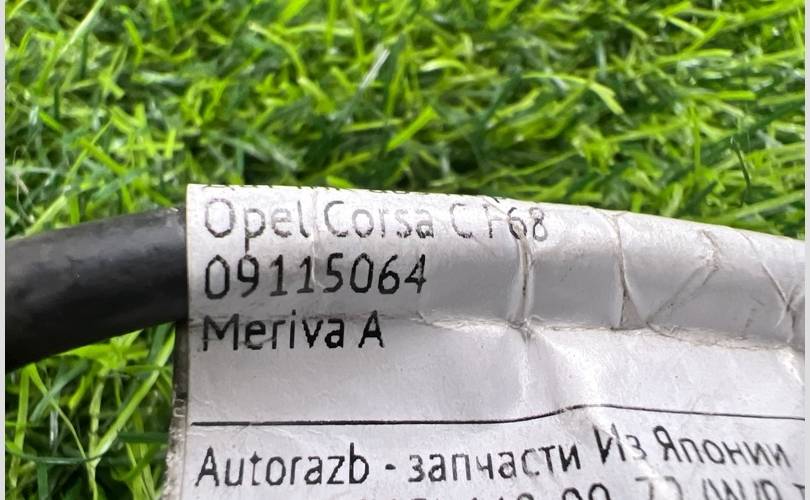 Opel Corsa C F68
09115064
Meriva A
Autorazb - запчасти Из Японии